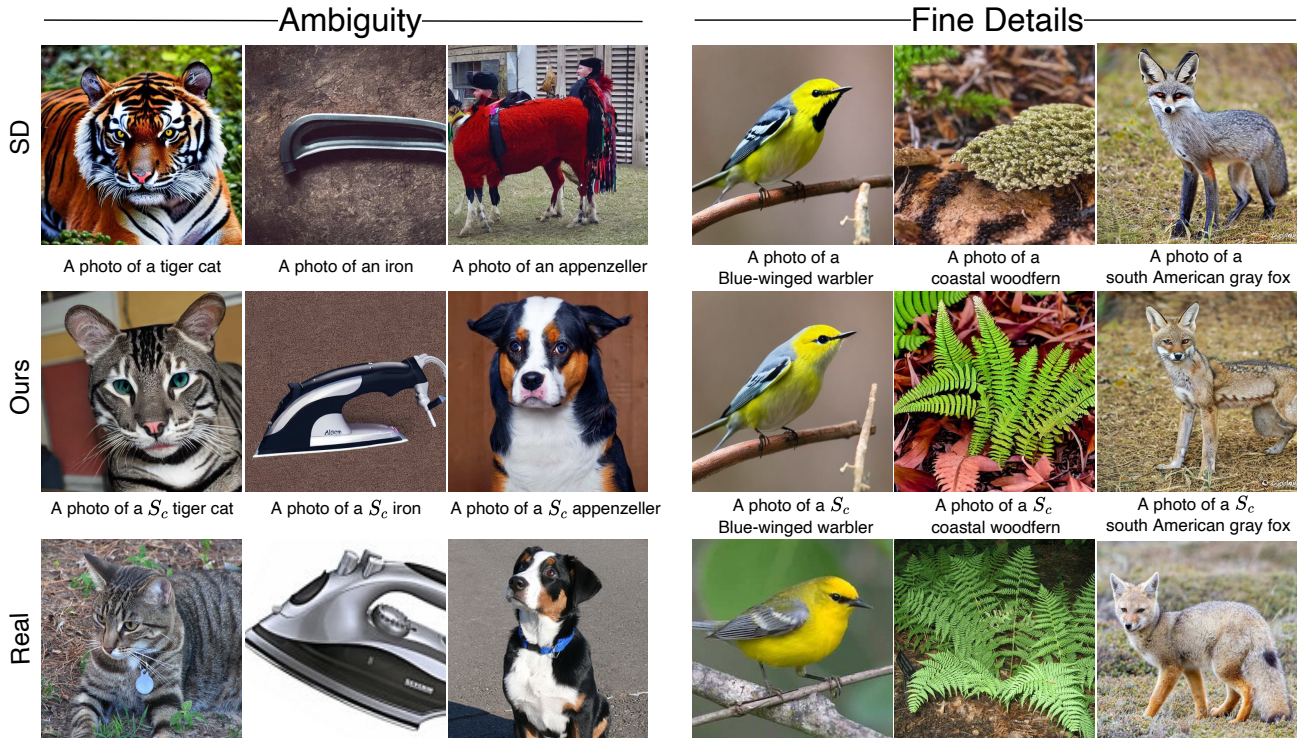 Ambiguity
Fine Details
SD
A photo of a tiger cat
A photo of an iron
A photo of an appenzeller
A photo of a
Blue-winged warbler
A photo of a
coastal woodfern
A photo of a
south American gray fox
Ours
A photo of a S_c tiger cat
A photo of a S_c iron
A photo of a S_c appenzeller
A photo of a S_c
Blue-winged warbler
A photo of a S_c
coastal woodfern
A photo of a S_c
south American gray fox
Real